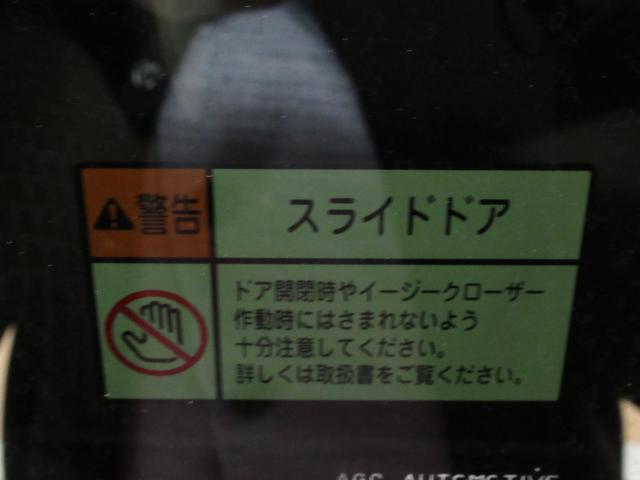 警告
スライドドア
ドア開閉時やイージークローザー
作動時にはさまれないよう
十分注意してください。
詳しくは取扱書をご覧ください。
AGC AUTOMOTIVE